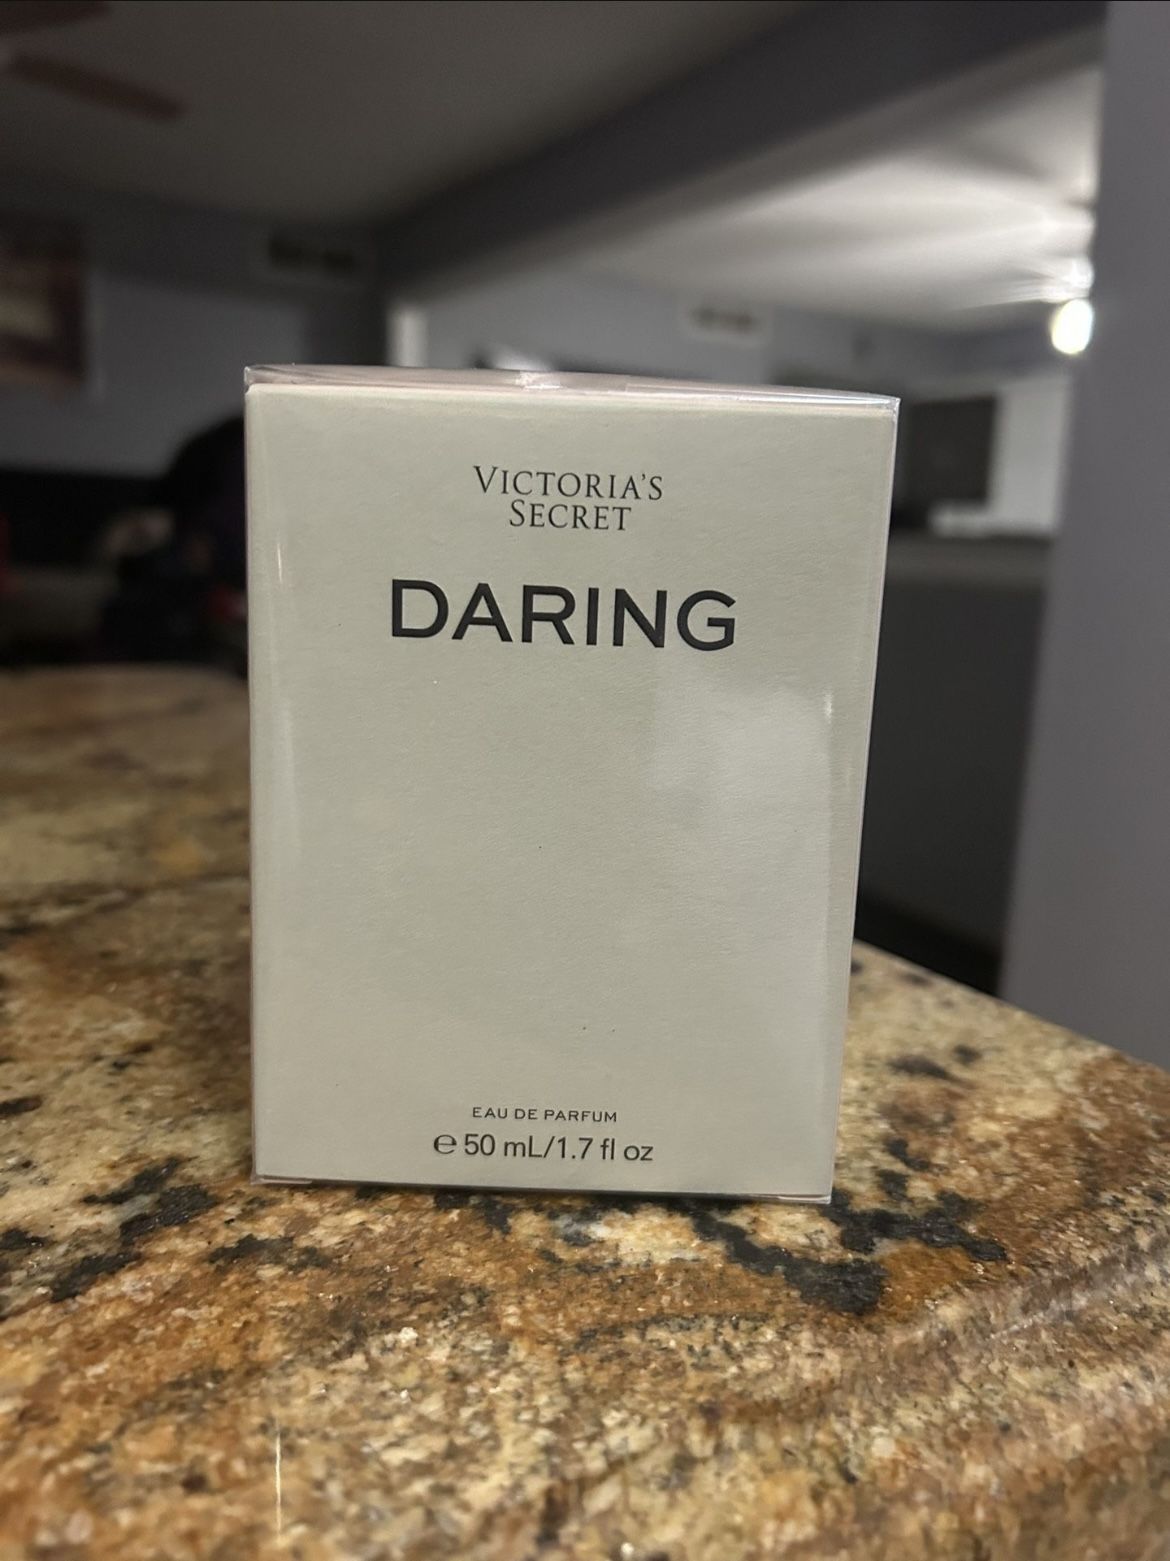 VICTORIA'S
SECRET
DARING
EAU DE PARFUM
℮ 50 mL/1.7 fl oz